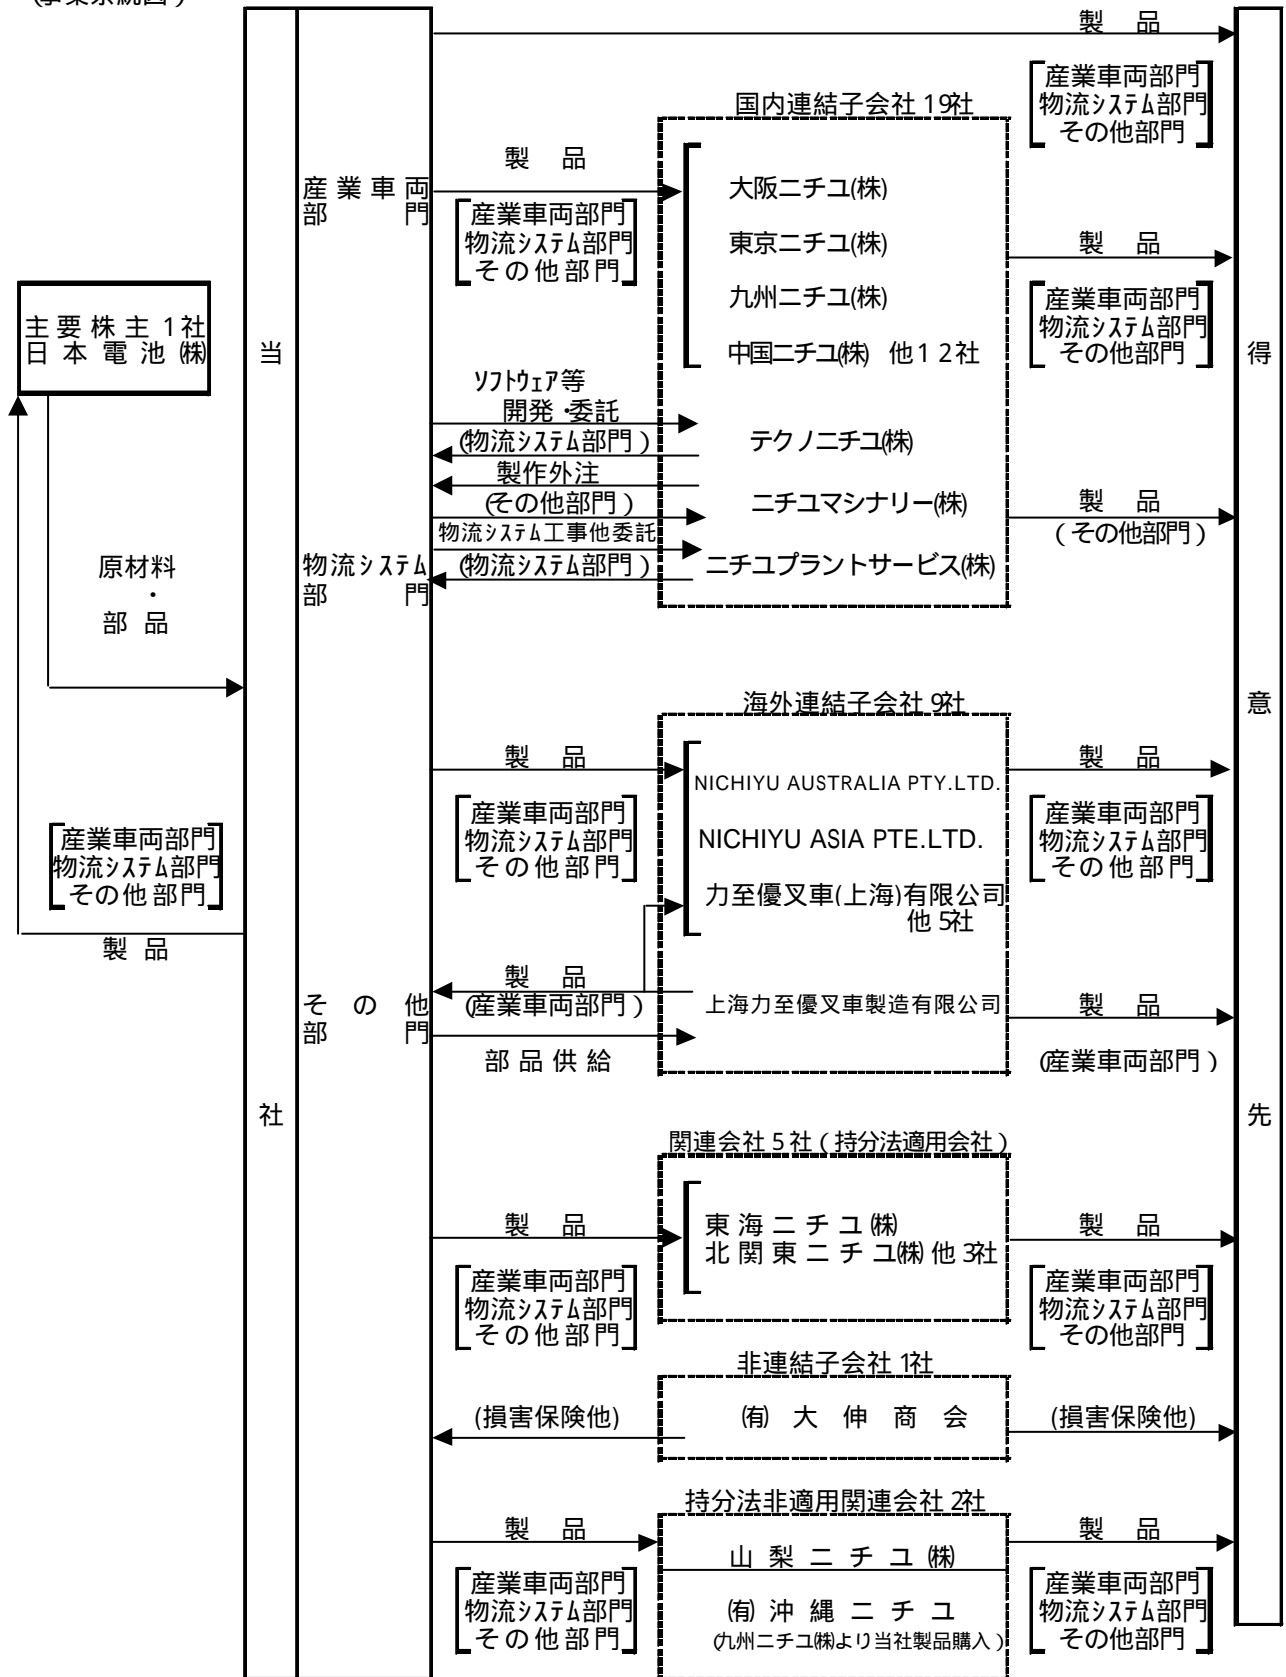 (事業系統図)
製 品
産業車両部門
物流システム部門
その他部門
国内連結子会社 19社
製 品
産業車両部門
物流システム部門
その他部門
大阪ニチユ(株)
東京ニチユ(株)
九州ニチユ(株)
中国ニチユ(株) 他12社
製 品
産業車両部門
物流システム部門
その他部門
産業車両
部 門
主要株主 1社
日本電池(株)
当
得
ソフトウェア等
開発・委託
(物流システム部門)
テクノニチユ(株)
製作外注
(その他部門)
ニチユマシナリー(株)
製 品
(その他部門)
物流システム工事他委託
(物流システム部門)
ニチユプラントサービス(株)
原材料
・
部 品
物流システム
部 門
海外連結子会社 9社
意
製 品
産業車両部門
物流システム部門
その他部門
NICHIYU AUSTRALIA PTY.LTD.
NICHIYU ASIA PTE.LTD.
力至優叉車(上海)有限公司
他 5社
製 品
産業車両部門
物流システム部門
その他部門
産業車両部門
物流システム部門
その他部門
製 品
その他
部 門
製 品
(産業車両部門)
上海力至優叉車製造有限公司
製 品
(産業車両部門)
部品供給
社
先
関連会社 5社(持分法適用会社)
製 品
産業車両部門
物流システム部門
その他部門
東海ニチユ(株)
北関東ニチユ(株) 他 3社
製 品
産業車両部門
物流システム部門
その他部門
非連結子会社 1社
(損害保険他)
(有) 大 伸 商 会
(損害保険他)
持分法非適用関連会社 2社
製 品
産業車両部門
物流システム部門
その他部門
山梨ニチユ(株)
(有)沖縄ニチユ
(九州ニチユ(株)より当社製品購入)
製 品
産業車両部門
物流システム部門
その他部門